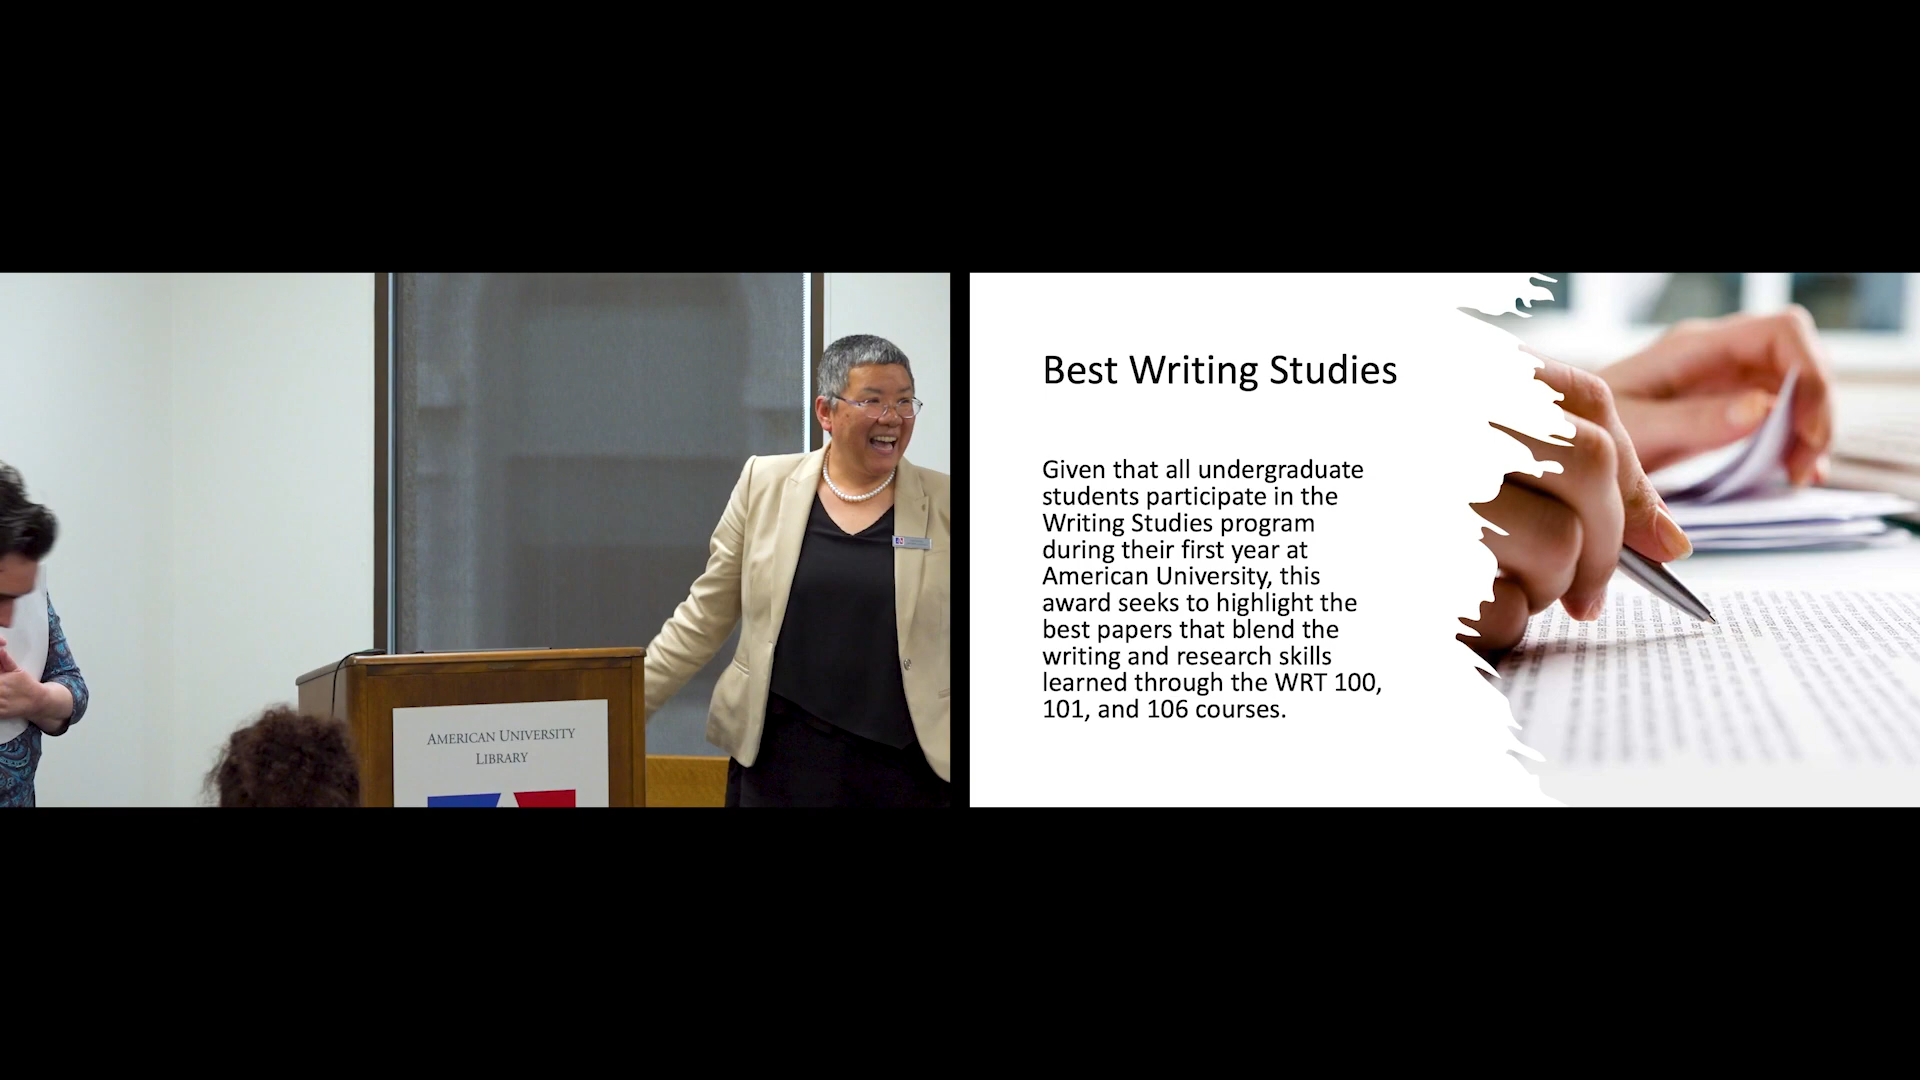 AMERICAN UNIVERSITY
LIBRARY
Best Writing Studies
Given that all undergraduate
students participate in the
Writing Studies program
during their first year at
American University, this
award seeks to highlight the
best papers that blend the
writing and research skills
learned through the WRT 100,
101, and 106 courses.